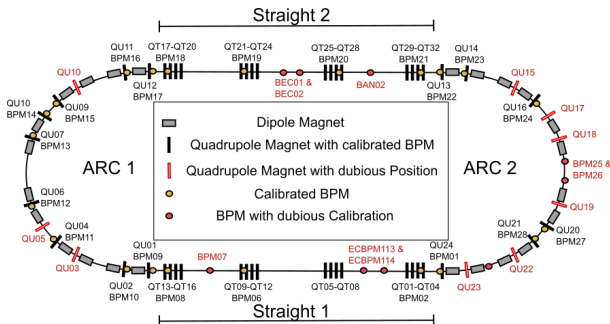 Straight 2
QU11
BPM16
QT17-QT20
BPM18
QT21-QT24
BPM19
QT25-QT28
BPM20
QT29-QT32
BPM21
QU14
BPM23
QU10
QU12
BPM17
BEC01 &
BEC02
BAN02
QU13
BPM22
QU15
QU10
BPM14
QU09
BPM15
QU16
BPM24
QU17
QU07
BPM13
QU18
Dipole Magnet
Quadrupole Magnet with calibrated BPM
Quadrupole Magnet with dubious Position
Calibrated BPM
BPM with dubious Calibration
ARC 1
ARC 2
BPM25 &
BPM26
QU06
BPM12
QU19
QU05
QU04
BPM11
QU21
BPM28
QU20
BPM27
QU03
QU01
BPM09
BPM07
ECBPM113 &
ECBPM114
QU24
BPM01
QU22
QU23
QU02
BPM10
QT13-QT16
BPM08
QT09-QT12
BPM06
QT05-QT08
QT01-QT04
BPM02
Straight 1